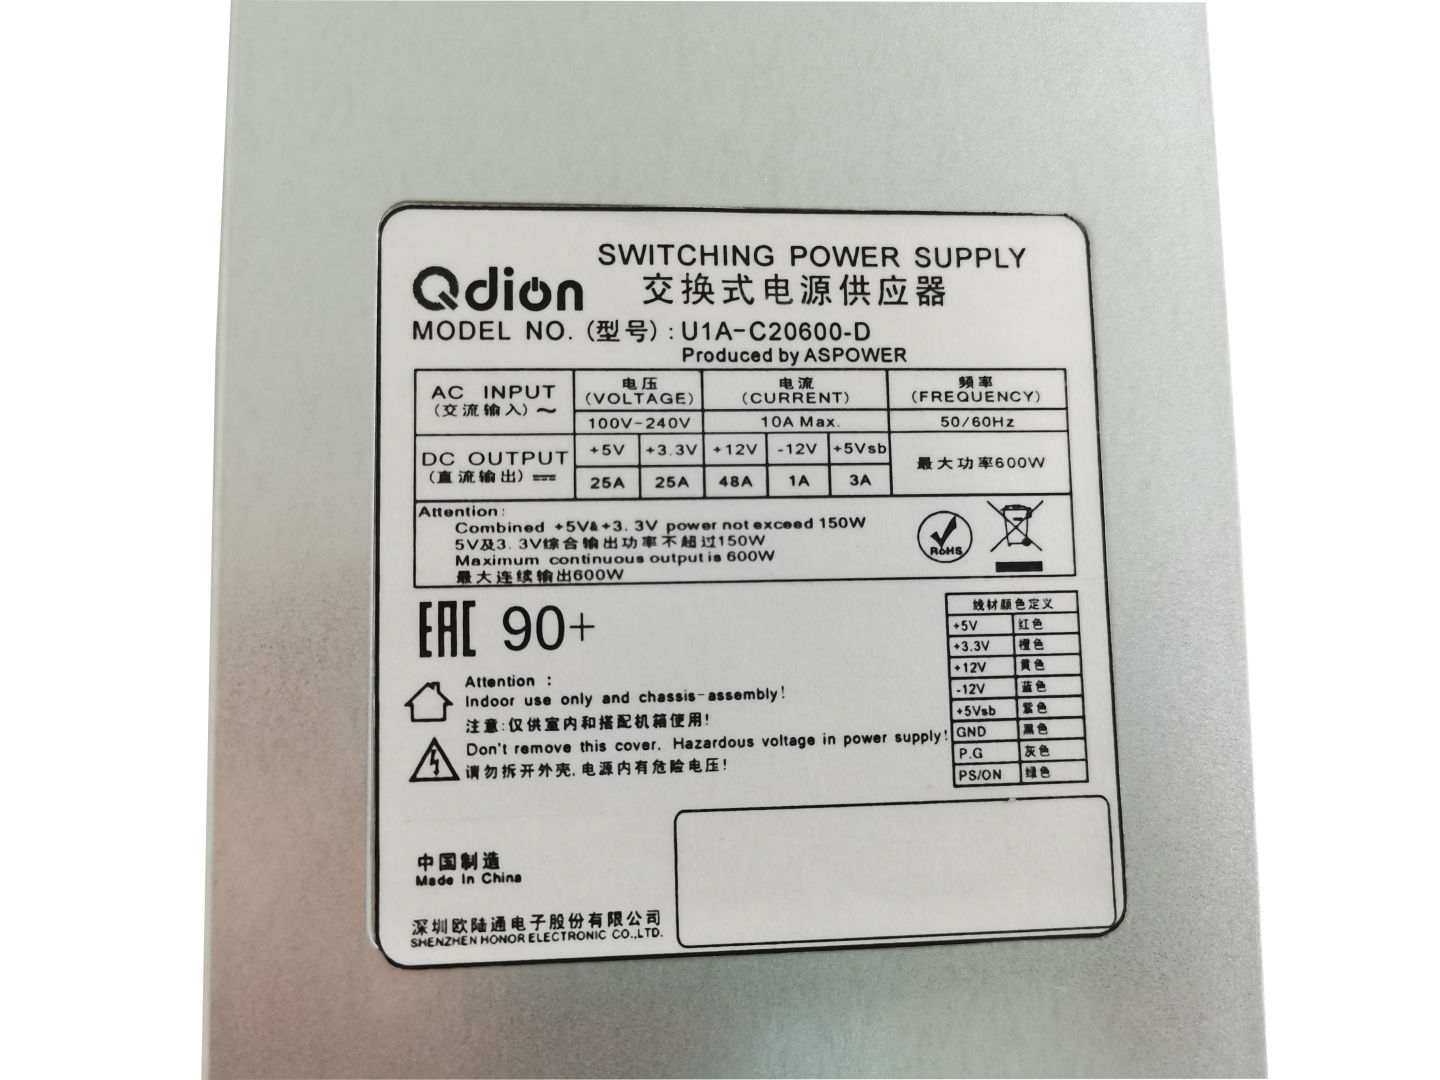 SWITCHING POWER SUPPLY
Qdion 交换式电源供应器
MODEL NO. (型号) : U1A-C20600-D
Produced by ASPOWER
AC INPUT 电压 电流 频率
(交流输入) ~ (VOLTAGE) (CURRENT) (FREQUENCY)
100V-240V 10A Max. 50/60Hz
DC OUTPUT +5V +3.3V +12V -12V +5Vsb 最大功率600W
(直流输出) 25A 25A 48A 1A 3A
Attention:
Combined +5V&+3. 3V power not exceed 150W
5V及3. 3V综合输出功率不超过150W
Maximum continuous output is 600W
最大连续输出600W
RoHS
EAC 90+
线材颜色定义
+5V 红色
+3.3V 橙色
+12V 黄色
-12V 蓝色
+5Vsb 紫色
GND 黑色
P.G 灰色
PS/ON 绿色
Attention :
Indoor use only and chassis-assembly!
注意:仅供室内和搭配机箱使用!
Don't remove this cover. Hazardous voltage in power supply!
请勿拆开外壳,电源内有危险电压!
中国制造
Made In China
深圳欧陆通电子股份有限公司
SHENZHEN HONOR ELECTRONIC CO.,LTD.